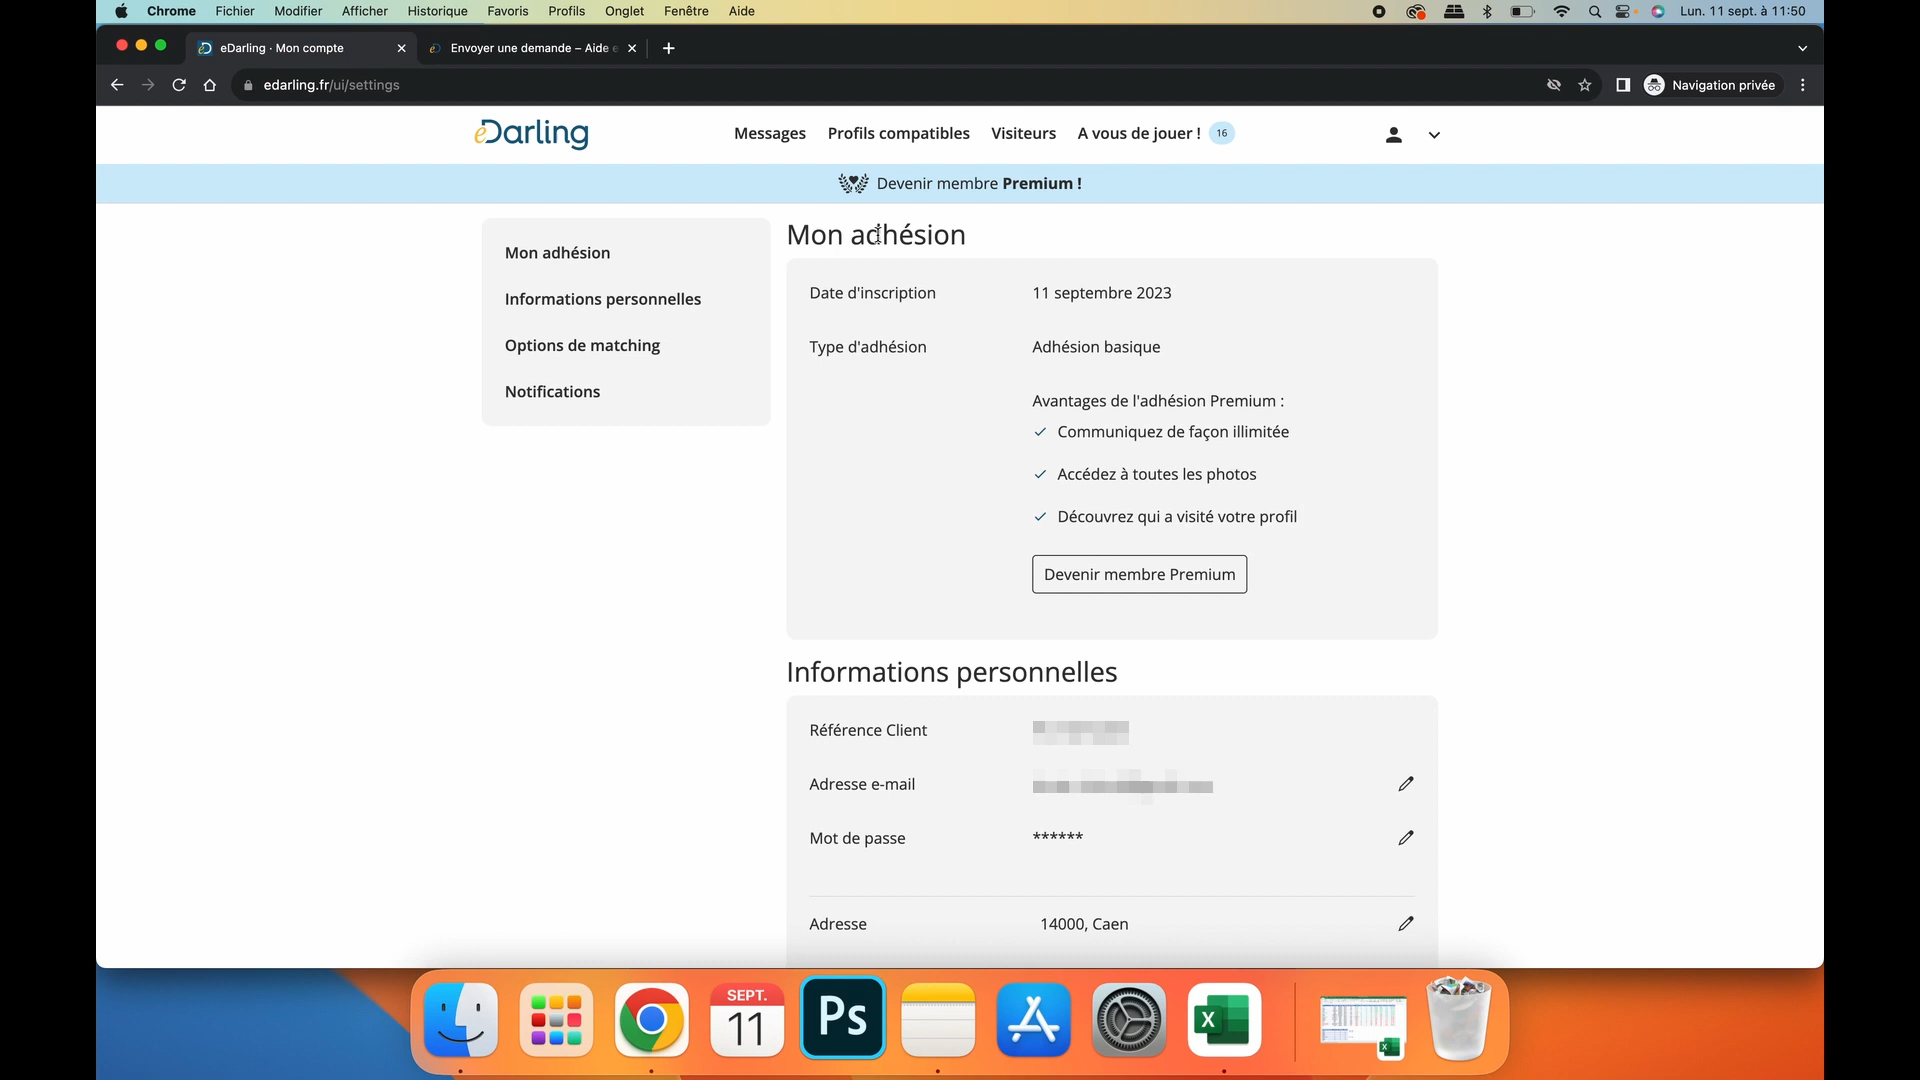 Chrome Fichier Modifier Afficher Historique Favoris Profils Onglet Fenêtre Aide Lun. 11 sept. à 11:50
eDarling · Mon compte Envoyer une demande – Aide e
edarling.fr/ui/settings Navigation privée
eDarling Messages Profils compatibles Visiteurs A vous de jouer ! 16
Devenir membre Premium !
Mon adhésion
Informations personnelles
Options de matching
Notifications
Mon adhésion
Date d'inscription 11 septembre 2023
Type d'adhésion Adhésion basique
Avantages de l'adhésion Premium :
Communiquez de façon illimitée
Accédez à toutes les photos
Découvrez qui a visité votre profil
Devenir membre Premium
Informations personnelles
Référence Client
Adresse e-mail
Mot de passe ******
Adresse 14000, Caen
SEPT.
11
Ps
X
X